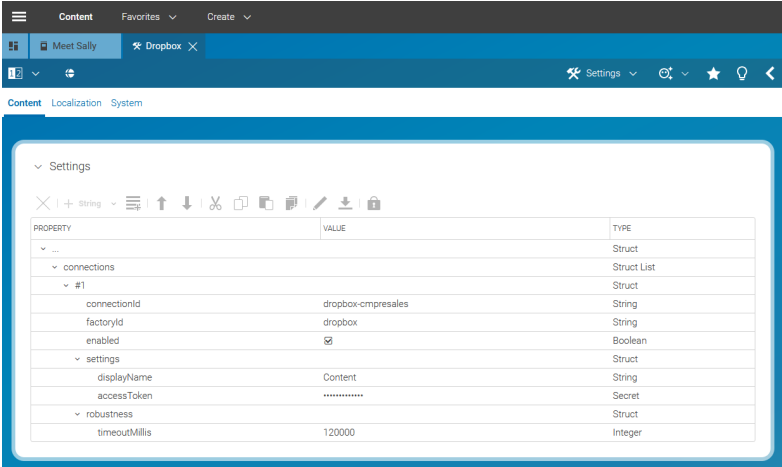 Content Favorites Create
Meet Sally Dropbox
12 Settings
Content Localization System
Settings
String
PROPERTY VALUE TYPE
... Struct
connections Struct List
#1 Struct
connectionId dropbox-cmpresales String
factoryId dropbox String
enabled Boolean
settings Struct
displayName Content String
accessToken ••••••••••••• Secret
robustness Struct
timeoutMillis 120000 Integer